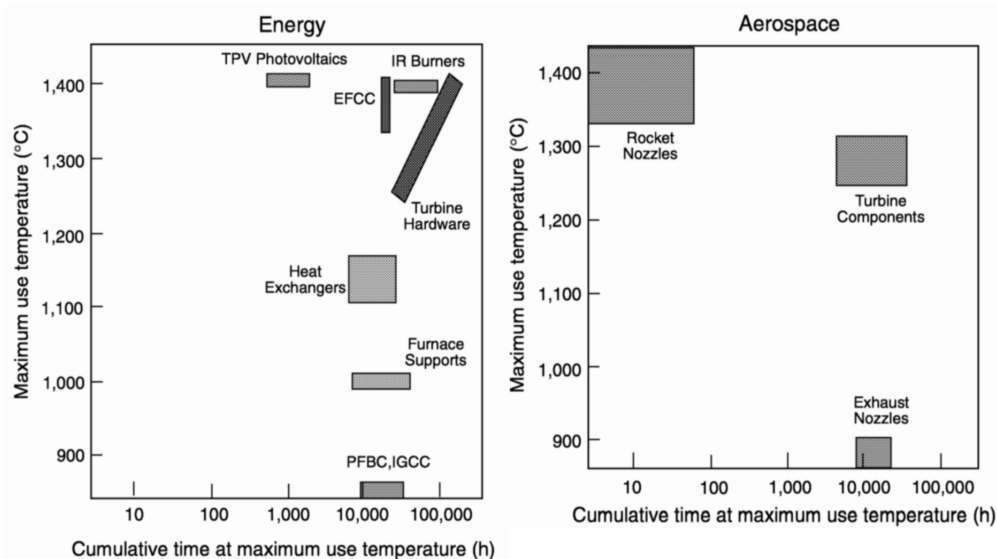 Energy
Maximum use temperature (°C)
1,400
1,300
1,200
1,100
1,000
900
TPV Photovoltaics
IR Burners
EFCC
Turbine
Hardware
Heat
Exchangers
Furnace
Supports
PFBC,IGCC
10
100
1,000
10,000
100,000
Cumulative time at maximum use temperature (h)
Aerospace
Maximum use temperature (°C)
1,400
1,300
1,200
1,100
1,000
900
Rocket
Nozzles
Turbine
Components
Exhaust
Nozzles
10
100
1,000
10,000
100,000
Cumulative time at maximum use temperature (h)